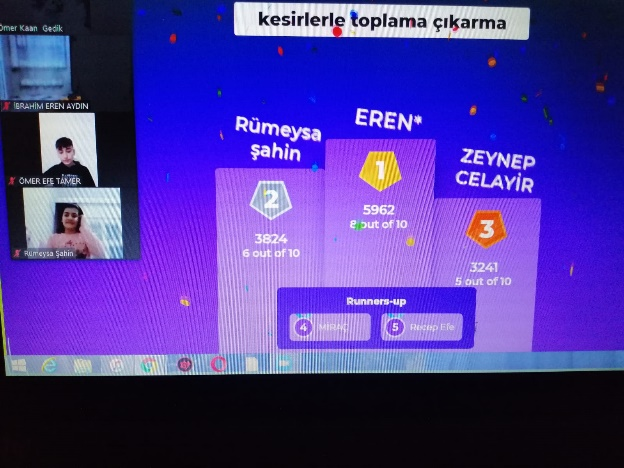 kesirlerle toplama çıkarma
Ömer Kaan Gedik
İBRAHİM EREN AYDIN
ÖMER EFE TAMER
Rümeysa Şahin
Rümeysa
şahin
2
3824
6 out of 10
EREN*
1
5962
8 out of 10
ZEYNEP
CELAYİR
3
3241
5 out of 10
Runners-up
4 MİRAÇ
5 Recep Efe